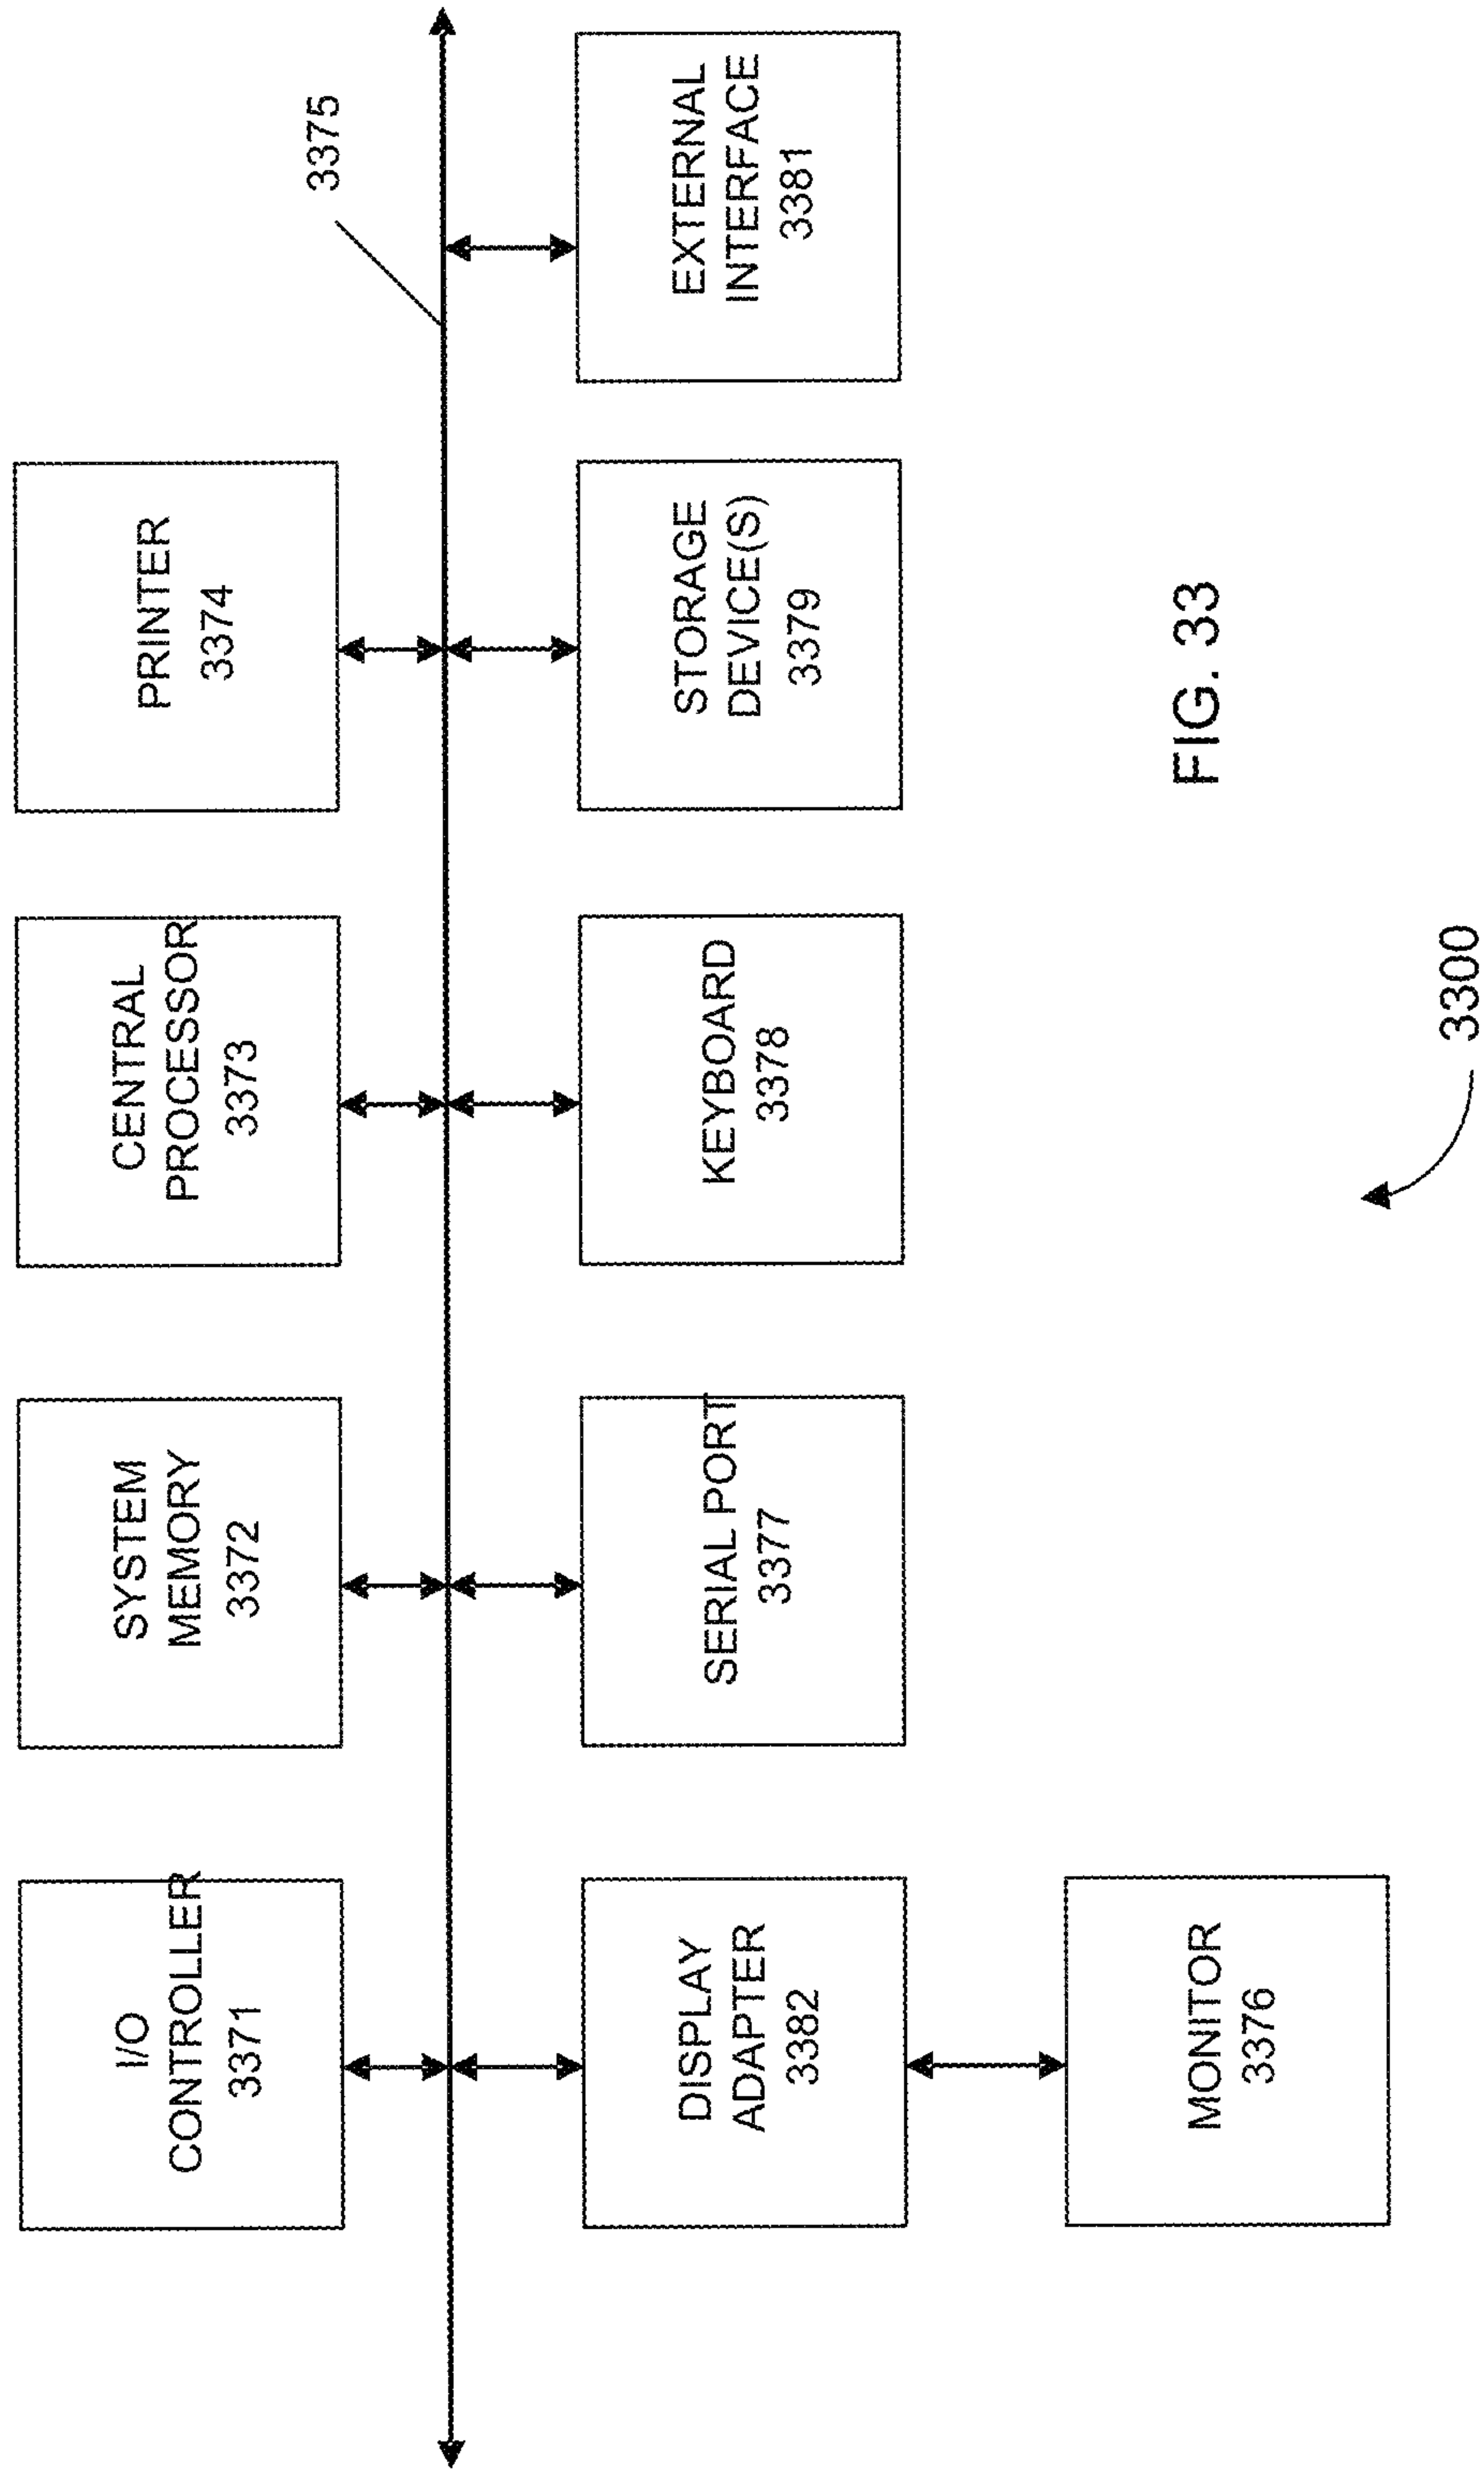 I/O
CONTROLLER
3371
SYSTEM
MEMORY
3372
CENTRAL
PROCESSOR
3373
PRINTER
3374
3375
DISPLAY
ADAPTER
3382
SERIAL PORT
3377
KEYBOARD
3378
STORAGE
DEVICE(S)
3379
EXTERNAL
INTERFACE
3381
MONITOR
3376
FIG. 33
3300